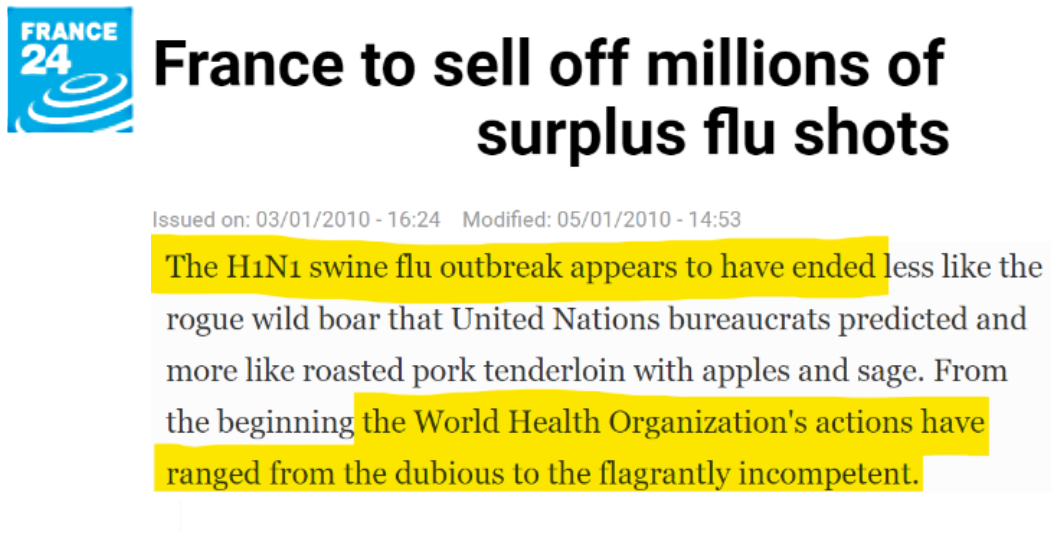 FRANCE
24
France to sell off millions of
surplus flu shots
Issued on: 03/01/2010 - 16:24 Modified: 05/01/2010 - 14:53
The H1N1 swine flu outbreak appears to have ended less like the
rogue wild boar that United Nations bureaucrats predicted and
more like roasted pork tenderloin with apples and sage. From
the beginning the World Health Organization's actions have
ranged from the dubious to the flagrantly incompetent.